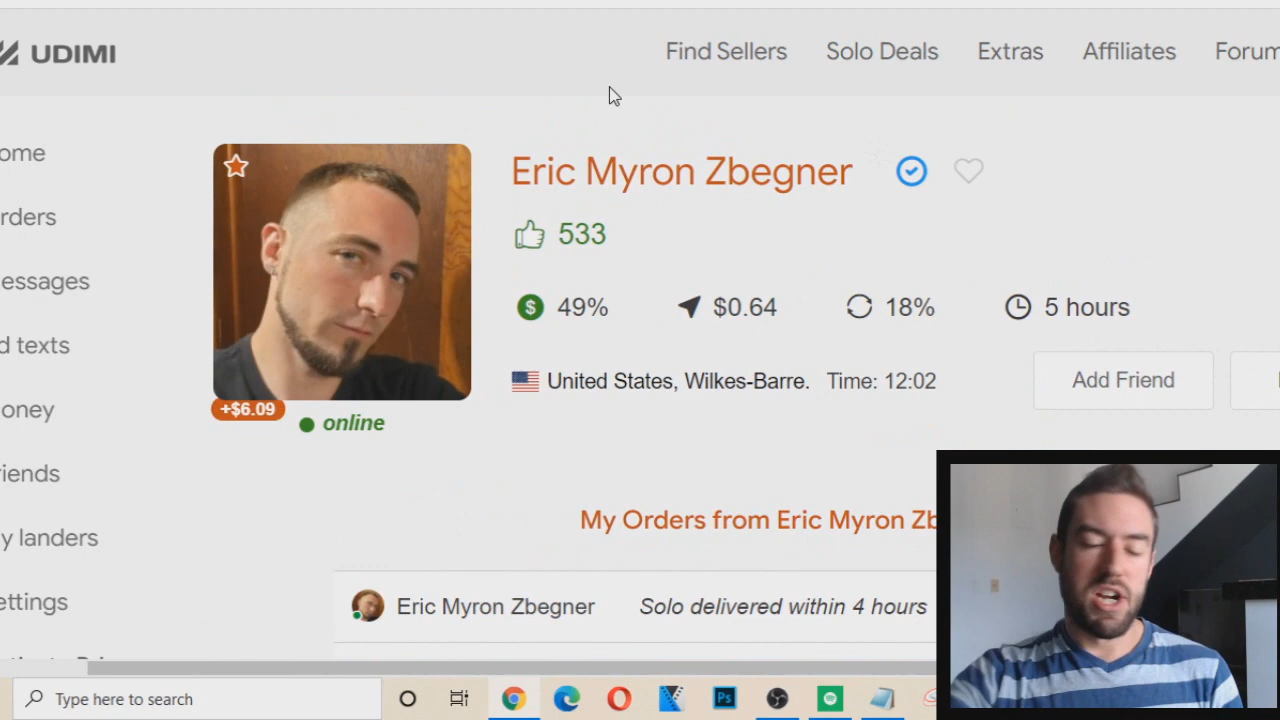 UDIMI
Find Sellers Solo Deals Extras Affiliates Forum
ome
rders
essages
d texts
oney
riends
y landers
ettings
Eric Myron Zbegner
533
$ 49% $0.64 18% 5 hours
United States, Wilkes-Barre. Time: 12:02
Add Friend
+$6.09
online
My Orders from Eric Myron Zb
Eric Myron Zbegner Solo delivered within 4 hours
Type here to search
Ps